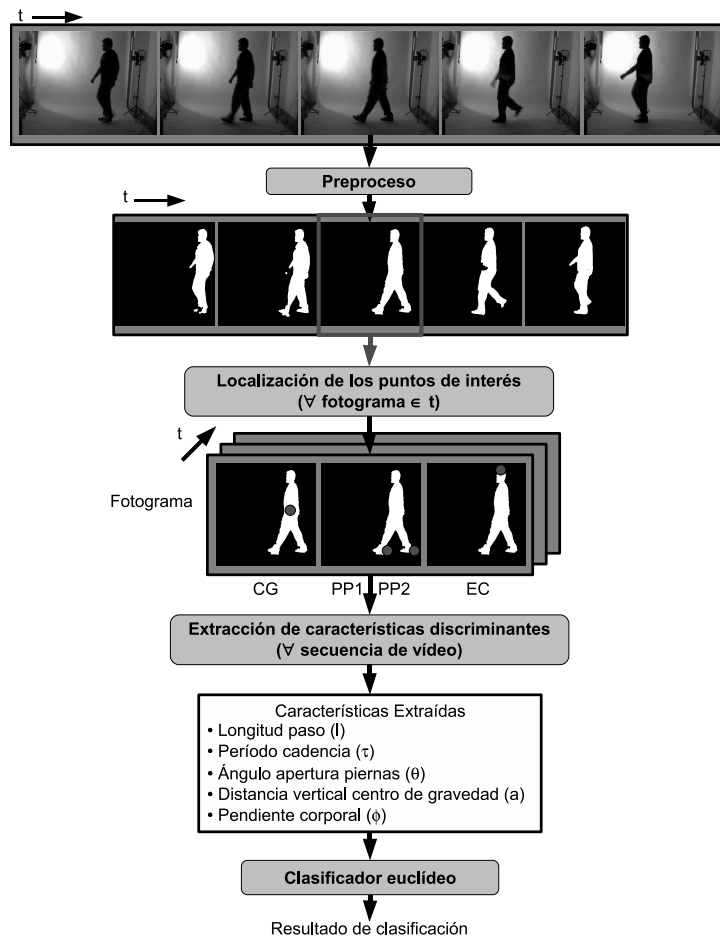 t
Preproceso
t
Localización de los puntos de interés
(∀ fotograma ∈ t)
t
Fotograma
CG PP1 PP2 EC
Extracción de características discriminantes
(∀ secuencia de vídeo)
Características Extraídas
• Longitud paso (l)
• Período cadencia (τ)
• Ángulo apertura piernas (θ)
• Distancia vertical centro de gravedad (a)
• Pendiente corporal (ϕ)
Clasificador euclídeo
Resultado de clasificación